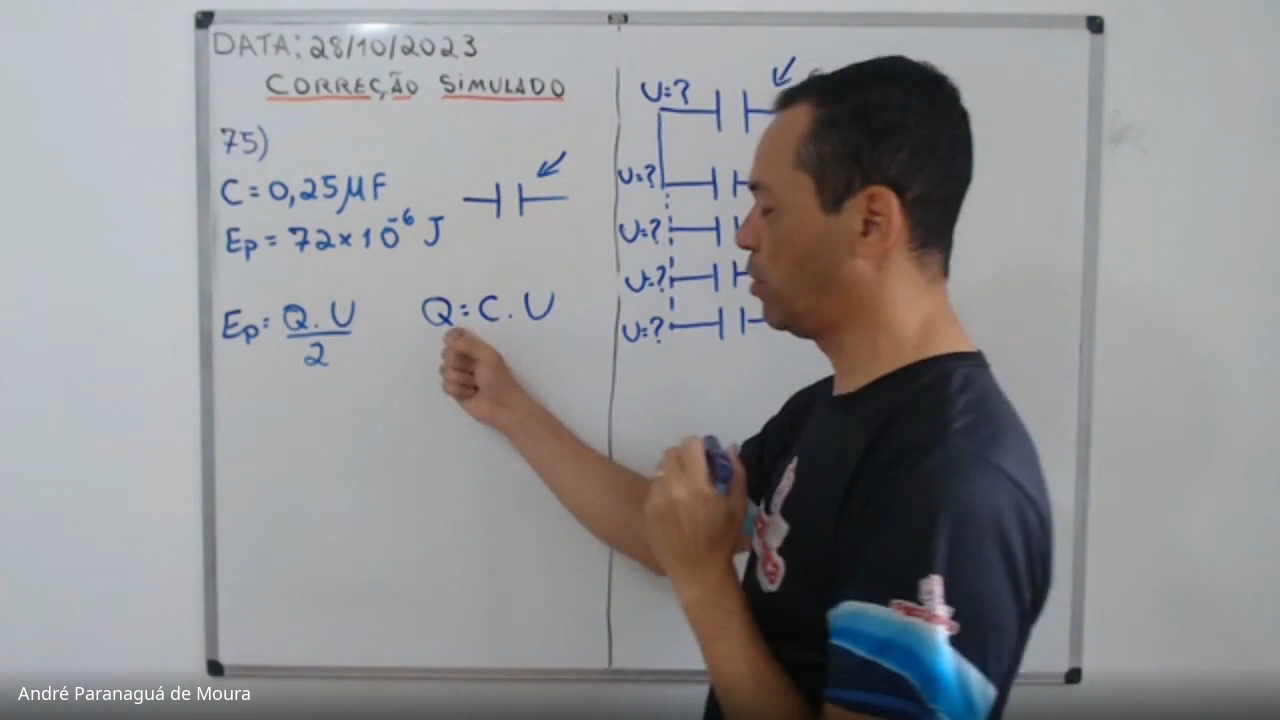 DATA: 28/10/2023
CORREÇÃO SIMULADO
75)
C = 0,25 µF
Ep = 72 × 10⁻⁶ J
Ep = Q . U / 2
Q = C . U
U = ?
U = ?
U = ?
U = ?
U = ?
André Paranaguá de Moura